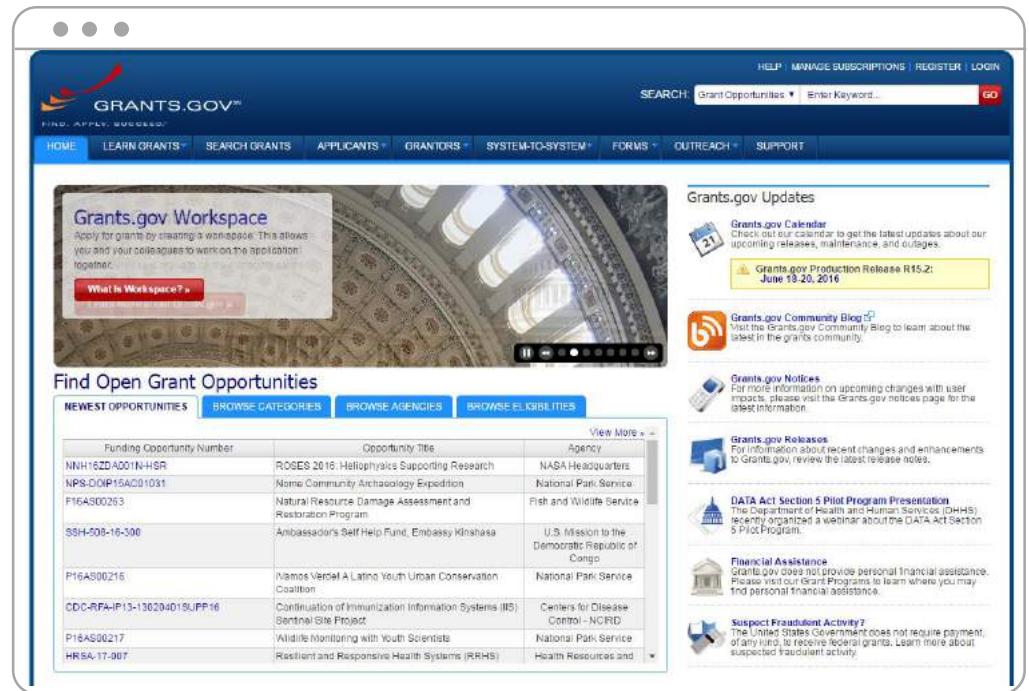 HELP | MANAGE SUBSCRIPTIONS | REGISTER | LOGIN
GRANTS.GOV℠
FIND. APPLY. SUCCEED.℠
SEARCH: Grant Opportunities ▼ Enter Keyword... GO
HOME LEARN GRANTS SEARCH GRANTS APPLICANTS GRANTORS SYSTEM-TO-SYSTEM FORMS OUTREACH SUPPORT
Grants.gov Workspace
Apply for grants by creating a workspace. This allows
you and your colleagues to work on the application
together.
What Is Workspace? »
Find Open Grant Opportunities
NEWEST OPPORTUNITIES BROWSE CATEGORIES BROWSE AGENCIES BROWSE ELIGIBILITIES
View More »
Funding Opportunity Number Opportunity Title Agency
NNH16ZDA001N-HSR ROSES 2016: Heliophysics Supporting Research NASA Headquarters
NPS-DOIP15AC01031 Nome Community Archaeology Expedition National Park Service
F16AS00263 Natural Resource Damage Assessment and Fish and Wildlife Service
Restoration Program
SSH-508-16-300 Ambassador's Self Help Fund, Embassy Kinshasa U.S. Mission to the
Democratic Republic of
Congo
P16AS00216 iVamos Verde! A Latino Youth Urban Conservation National Park Service
Coalition
CDC-RFA-IP13-13020401SUPP16 Continuation of Immunization Information Systems (IIS) Centers for Disease
Sentinel Site Project Control - NCIRD
P16AS00217 Wildlife Monitoring with Youth Scientists National Park Service
HRSA-17-007 Resilient and Responsive Health Systems (RRHS) Health Resources and
Grants.gov Updates
21
Grants.gov Calendar
Check out our calendar to get the latest updates about our
upcoming releases, maintenance, and outages.
Grants.gov Production Release R15.2:
June 18-20, 2016
Grants.gov Community Blog
Visit the Grants.gov Community Blog to learn about the
latest in the grants community.
Grants.gov Notices
For more information on upcoming changes with user
impacts, please visit the Grants.gov notices page for the
latest information.
Grants.gov Releases
For information about recent changes and enhancements
to Grants.gov, review the latest release notes.
DATA Act Section 5 Pilot Program Presentation
The Department of Health and Human Services (DHHS)
recently organized a webinar about the DATA Act Section
5 Pilot Program.
Financial Assistance
Grants.gov does not provide personal financial assistance.
Please visit our Grant Programs to learn where you may
find personal financial assistance.
Suspect Fraudulent Activity?
The United States Government does not require payment,
of any kind, to receive federal grants. Learn more about
suspected fraudulent activity.